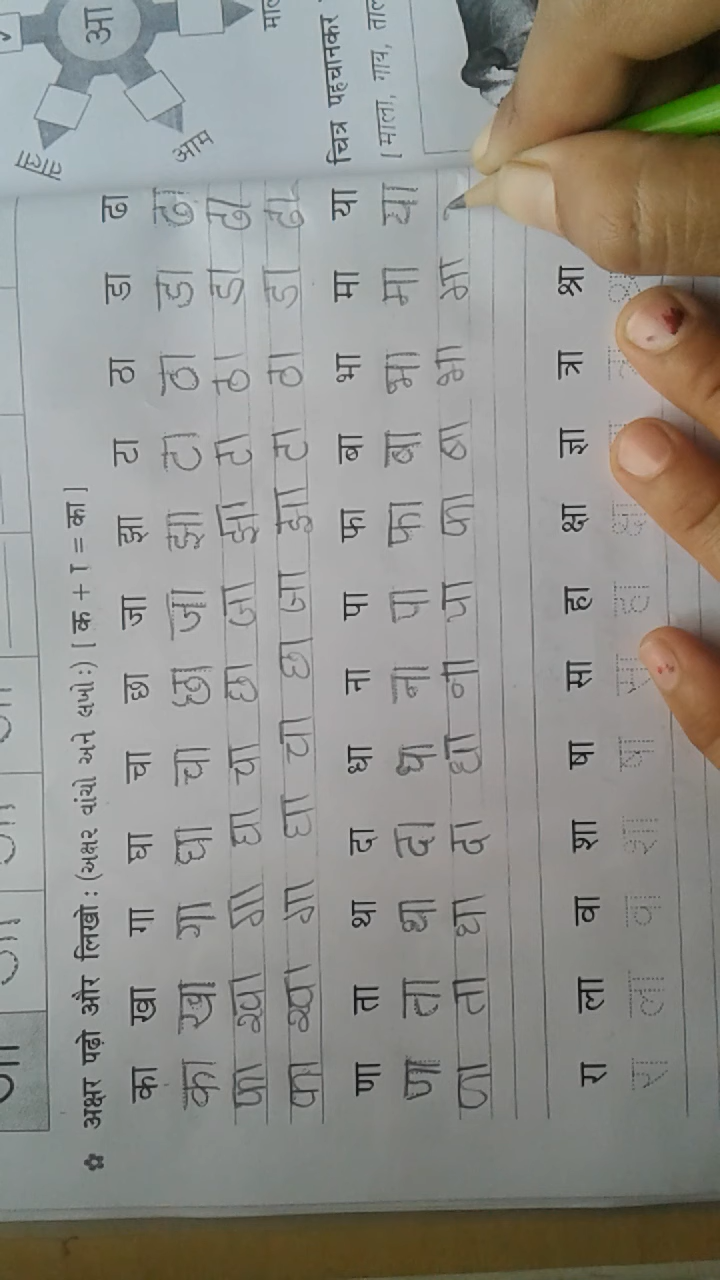 आ
आम
✿ अक्षर पढ़ो और लिखो : (અક્ષર વાંચો અને લખો :) [ क + ा = का ]
का खा गा घा चा छा जा झा टा ठा डा ढा
का खा गा घा चा छा जा झा टा ठा डा ढा
का खा गा घा चा छा जा झा टा ठा डा ढा
का खा गा घा चा छा जा झा टा ठा डा ढा
चित्र पहचानकर
[ माला, गाय,
णा ता था दा धा ना पा फा बा भा मा या
णा ता था दा धा ना पा फा बा भा मा या
णा ता था दा धा ना पा फा बा भा मा
रा ला वा शा षा सा हा क्षा ज्ञा त्रा श्रा
रा ला वा शा षा सा हा क्षा